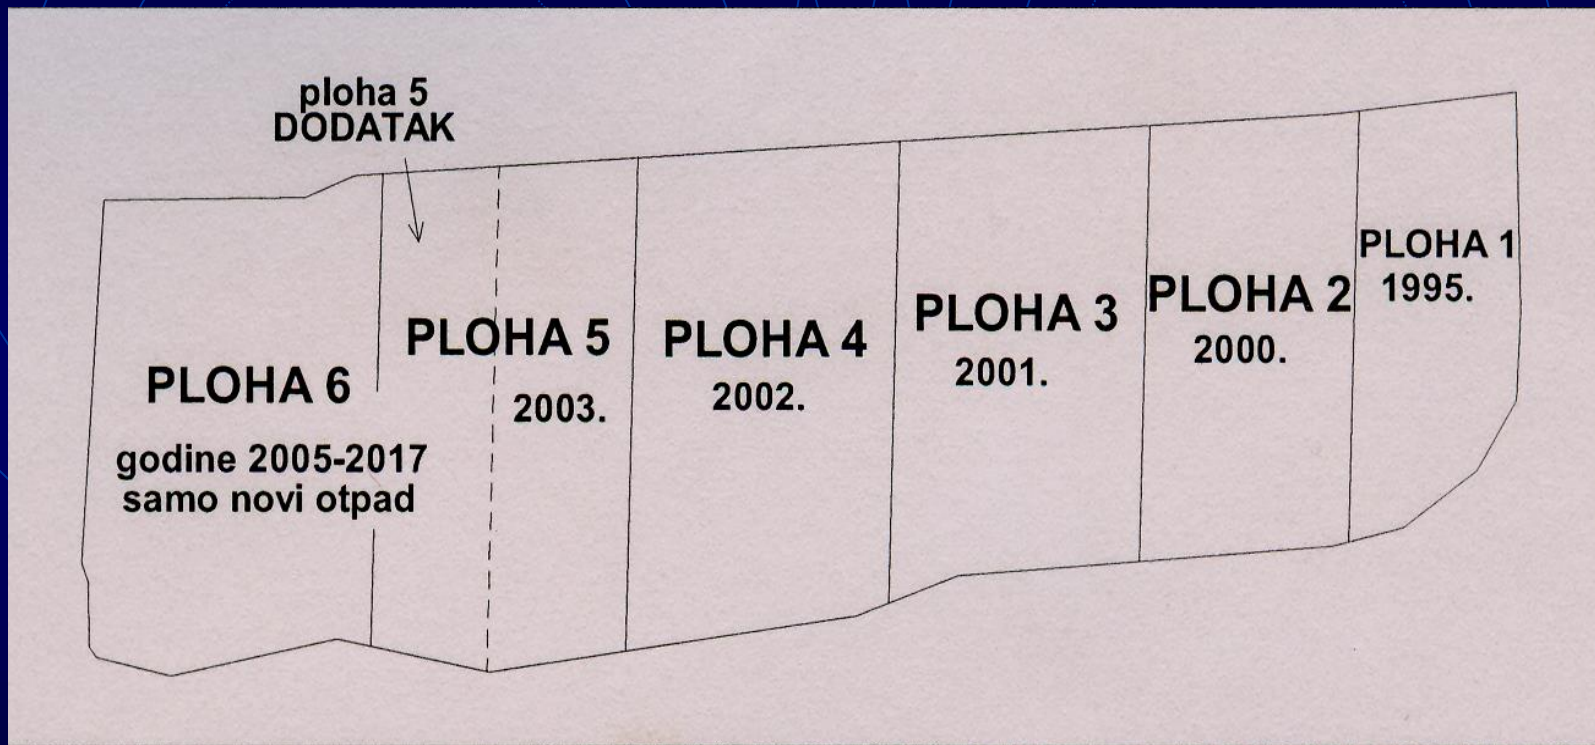 ploha 5
DODATAK
PLOHA 6
godine 2005-2017
samo novi otpad
PLOHA 5
2003.
PLOHA 4
2002.
PLOHA 3
2001.
PLOHA 2
2000.
PLOHA 1
1995.